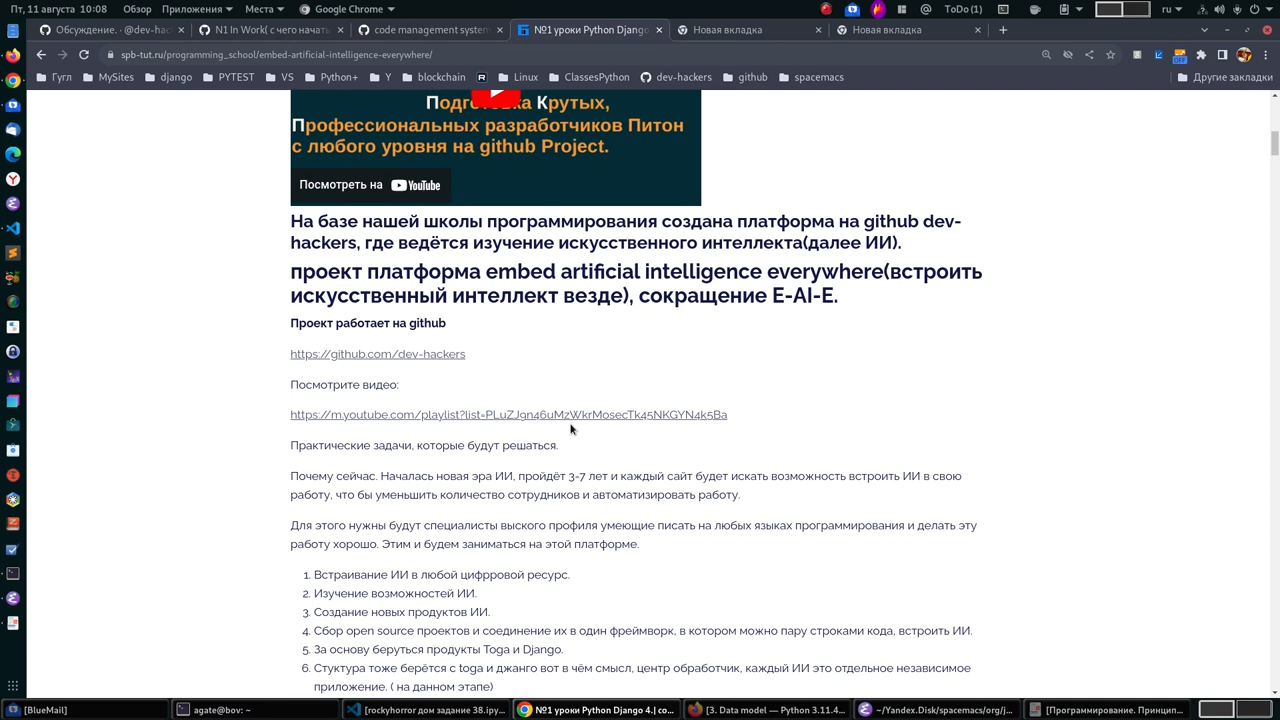 Пт, 11 августа 10:08
Обзор
Приложения
Места
Google Chrome
ToDo (1)
ru
Обсуждение. · @dev-hac
N1 In Work( с чего начать
code management system
№1 уроки Python Django
Новая вкладка
Новая вкладка
spb-tut.ru/programming_school/embed-artificial-intelligence-everywhere/
OFF
Гугл
MySites
django
PYTEST
VS
Python+
Y
blockchain
Linux
ClassesPython
dev-hackers
github
spacemacs
Другие закладки
Подготовка Крутых,
Профессиональных разработчиков Питон
с любого уровня на github Project.
Посмотреть на YouTube
На базе нашей школы программирования создана платформа на github dev-
hackers, где ведётся изучение искусственного интеллекта(далее ИИ).
проект платформа embed artificial intelligence everywhere(встроить
искусственный интеллект везде), сокращение E-AI-E.
Проект работает на github
https://github.com/dev-hackers
Посмотрите видео:
https://m.youtube.com/playlist?list=PLuZJ9n46uMzWkrMosecTk45NKGYN4k5Ba
Практические задачи, которые будут решаться.
Почему сейчас. Началась новая эра ИИ, пройдёт 3-7 лет и каждый сайт будет искать возможность встроить ИИ в свою
работу, что бы уменьшить количество сотрудников и автоматизировать работу.
Для этого нужны будут специалисты выского профиля умеющие писать на любых языках программирования и делать эту
работу хорошо. Этим и будем заниматься на этой платформе.
1. Встраивание ИИ в любой цифрровой ресурс.
2. Изучение возможностей ИИ.
3. Создание новых продуктов ИИ.
4. Сбор open source проектов и соединение их в один фреймворк, в котором можно пару строками кода, встроить ИИ.
5. За основу беруться продукты Toga и Django.
6. Стуктура тоже берётся с toga и джанго вот в чём смысл, центр обработчик, каждый ИИ это отдельное независимое
приложение. ( на данном этапе)
[BlueMail]
agate@bov: ~
[rockyhorror дом задание 38.ipy...
№1 уроки Python Django 4.| со...
[3. Data model — Python 3.11.4...
~/Yandex.Disk/spacemacs/org/j...
[Программирование. Принцип...